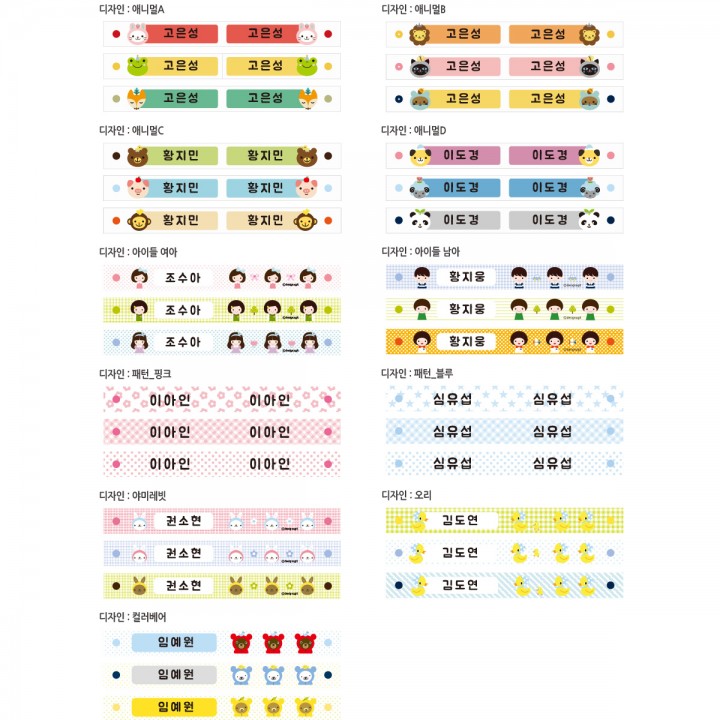 디자인 : 애니멀A
고은성 고은성
고은성 고은성
고은성 고은성
디자인 : 애니멀B
고은성 고은성
고은성 고은성
고은성 고은성
디자인 : 애니멀C
황지민 황지민
황지민 황지민
황지민 황지민
디자인 : 애니멀D
이도경 이도경
이도경 이도경
이도경 이도경
디자인 : 아이들 여아
조수아
조수아
조수아
디자인 : 아이들 남아
황지웅
황지웅
황지웅
디자인 : 패턴_핑크
이아인 이아인
이아인 이아인
이아인 이아인
디자인 : 패턴_블루
심유섭 심유섭
심유섭 심유섭
심유섭 심유섭
디자인 : 야미레빗
권소현
권소현
권소현
디자인 : 오리
김도연
김도연
김도연
디자인 : 컬러베어
임예원
임예원
임예원